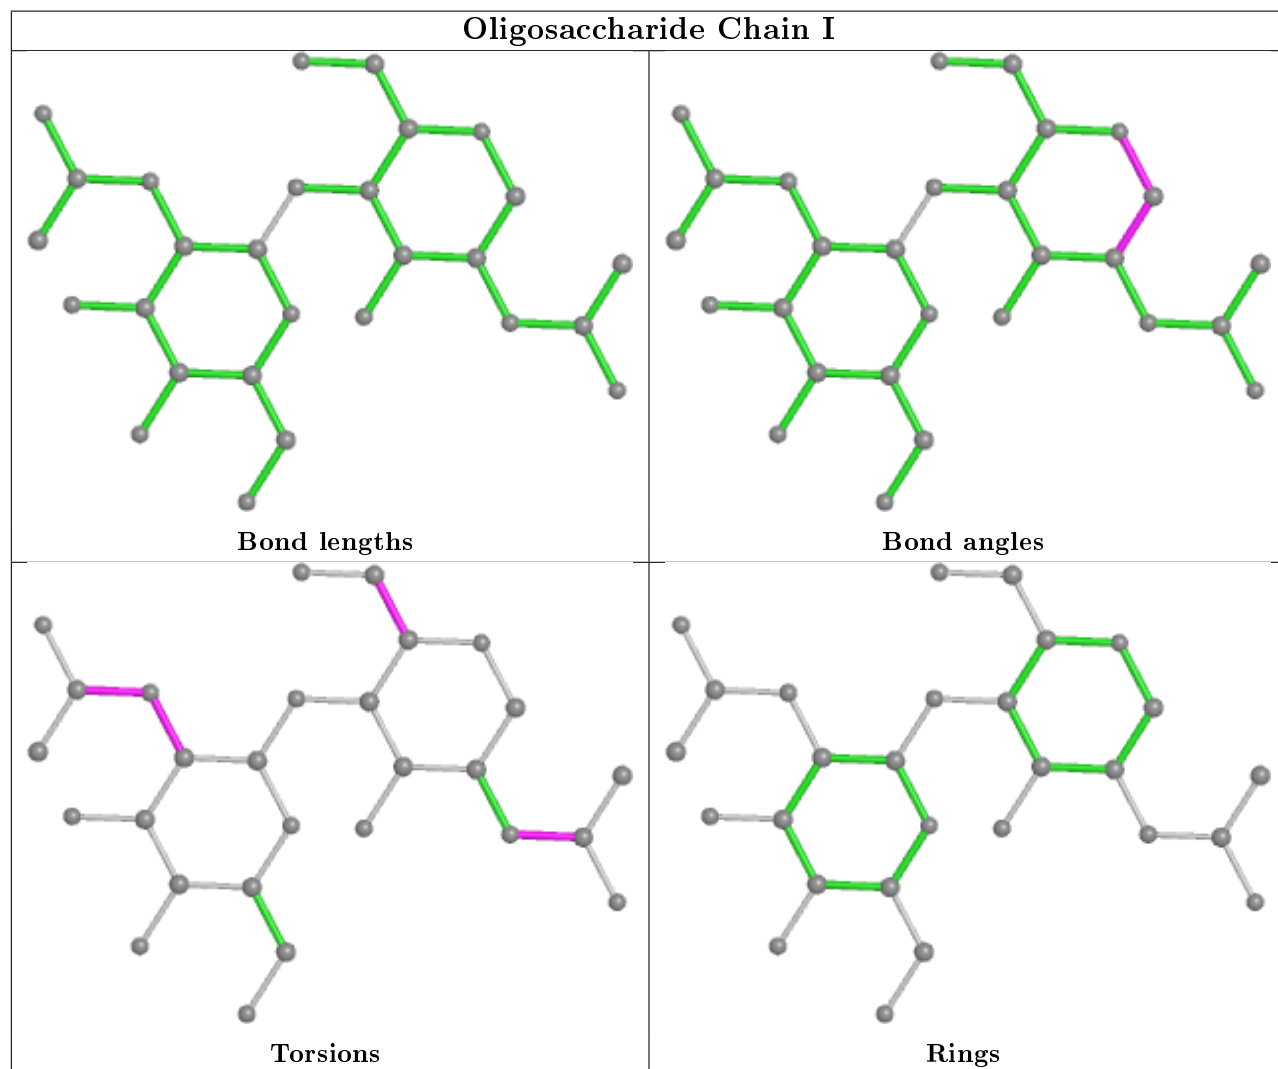 Oligosaccharide Chain I
Bond lengths
Bond angles
Torsions
Rings